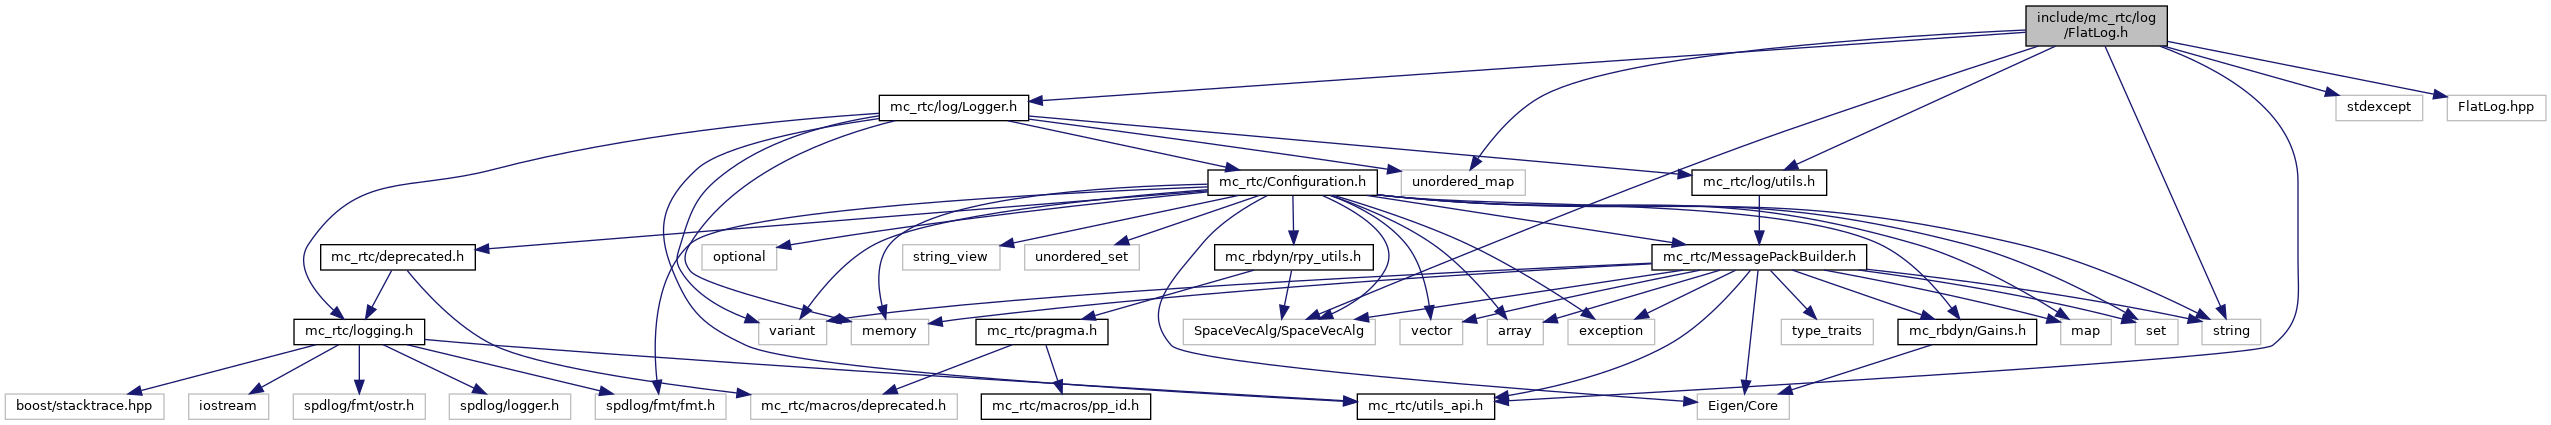 include/mc_rtc/log
/FlatLog.h
mc_rtc/log/Logger.h
stdexcept
FlatLog.hpp
mc_rtc/Configuration.h
unordered_map
mc_rtc/log/utils.h
mc_rtc/deprecated.h
optional
string_view
unordered_set
mc_rbdyn/rpy_utils.h
mc_rtc/MessagePackBuilder.h
mc_rtc/logging.h
variant
memory
mc_rtc/pragma.h
SpaceVecAlg/SpaceVecAlg
vector
array
exception
type_traits
mc_rbdyn/Gains.h
map
set
string
boost/stacktrace.hpp
iostream
spdlog/fmt/ostr.h
spdlog/logger.h
spdlog/fmt/fmt.h
mc_rtc/macros/deprecated.h
mc_rtc/macros/pp_id.h
mc_rtc/utils_api.h
Eigen/Core